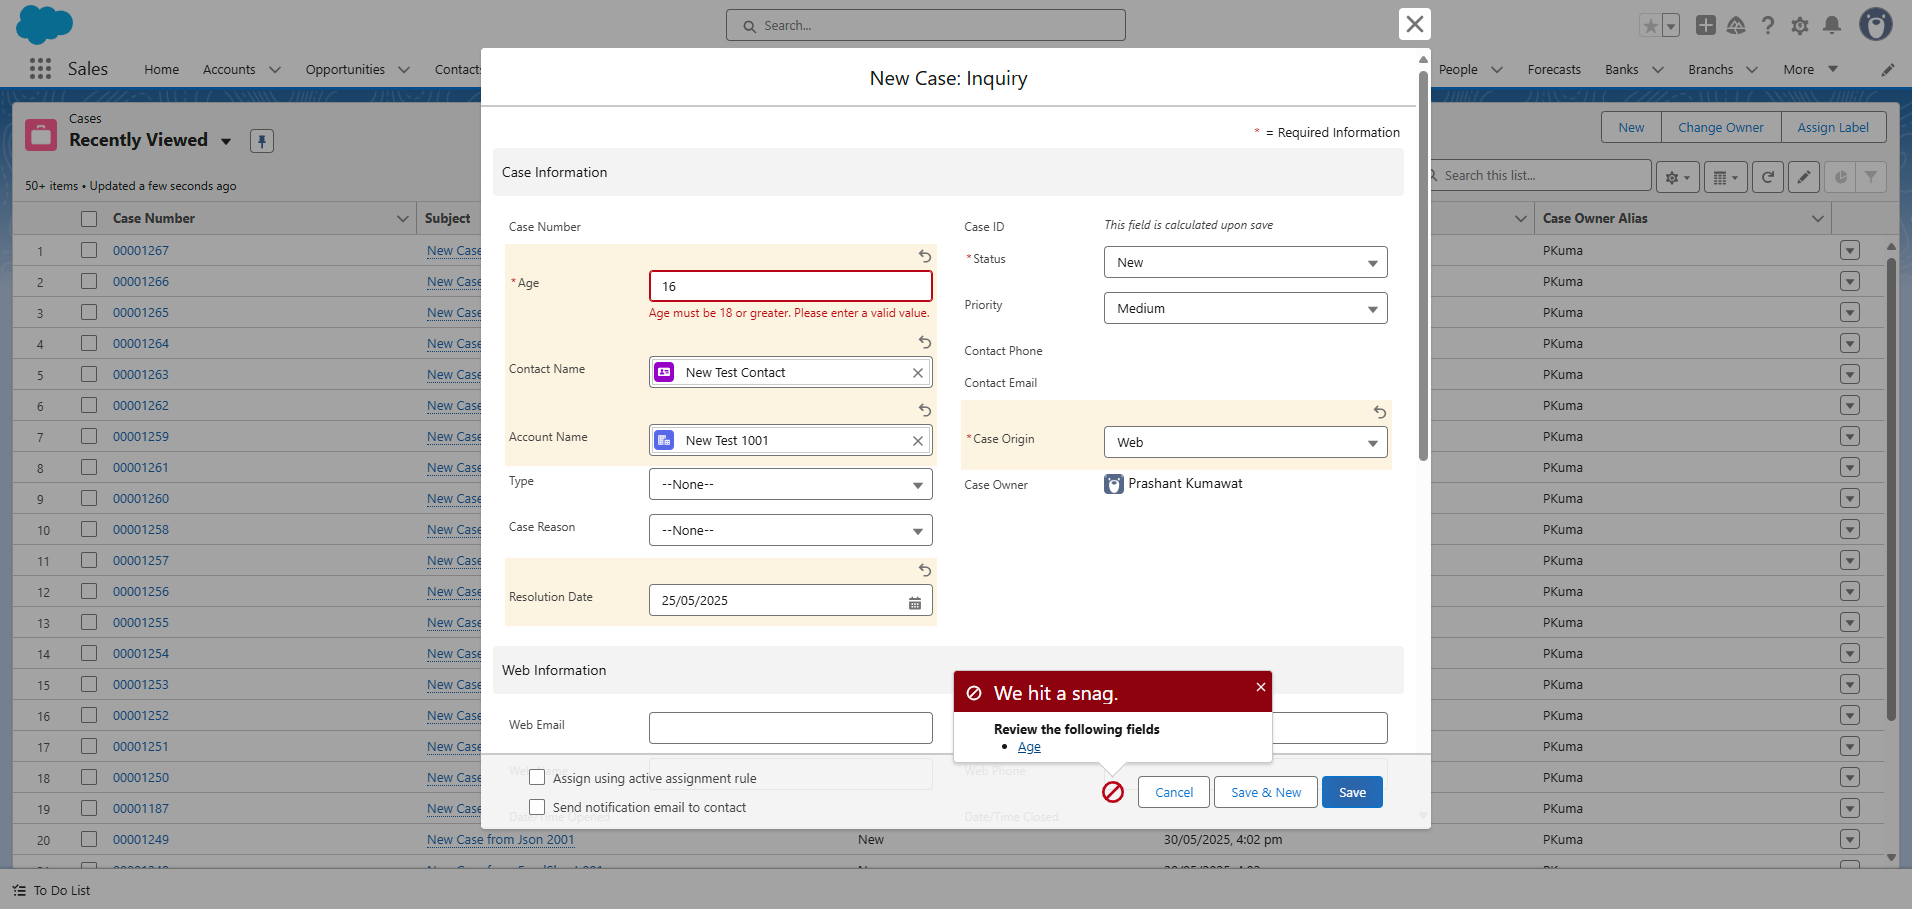 Search...
Sales
Home
Accounts
Opportunities
Contacts
People
Forecasts
Banks
Branchs
More
Cases
Recently Viewed
50+ items • Updated a few seconds ago
New
Change Owner
Assign Label
Search this list...
Case Number
Subject
Case Owner Alias
1 00001267 New Case PKuma
2 00001266 New Case PKuma
3 00001265 New Case PKuma
4 00001264 New Case PKuma
5 00001263 New Case PKuma
6 00001262 New Case PKuma
7 00001259 New Case PKuma
8 00001261 New Case PKuma
9 00001260 New Case PKuma
10 00001258 New Case PKuma
11 00001257 New Case PKuma
12 00001256 New Case PKuma
13 00001255 New Case PKuma
14 00001254 New Case PKuma
15 00001253 New Case PKuma
16 00001252 New Case PKuma
17 00001251 New Case PKuma
18 00001250 New Case PKuma
19 00001187 New Case PKuma
20 00001249 New Case from Json 2001 New 30/05/2025, 4:02 pm PKuma
New Case: Inquiry
* = Required Information
Case Information
Case Number
*Age
16
Age must be 18 or greater. Please enter a valid value.
Contact Name
New Test Contact
Account Name
New Test 1001
Type
--None--
Case Reason
--None--
Resolution Date
25/05/2025
Case ID
This field is calculated upon save
*Status
New
Priority
Medium
Contact Phone
Contact Email
*Case Origin
Web
Case Owner
Prashant Kumawat
Web Information
Web Email
Web Phone
Date/Time Opened
Date/Time Closed
We hit a snag.
Review the following fields
• Age
Assign using active assignment rule
Send notification email to contact
Cancel
Save & New
Save
To Do List